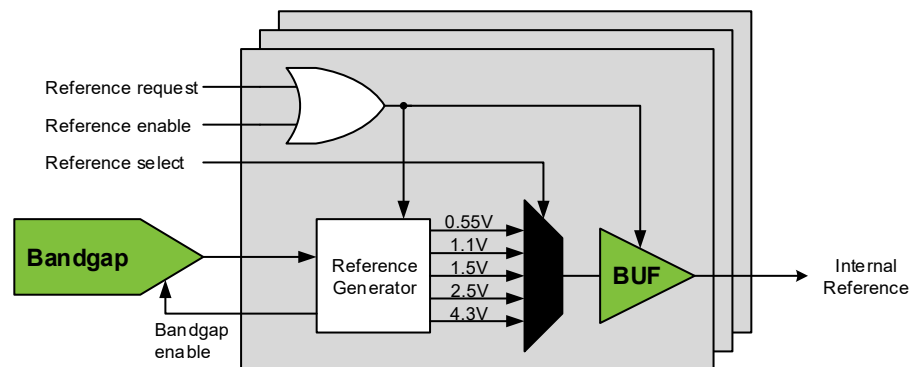 Reference request
Reference enable
Reference select
0.55V
1.1V
1.5V
2.5V
4.3V
Bandgap
Reference
Generator
BUF
Internal
Reference
Bandgap
enable